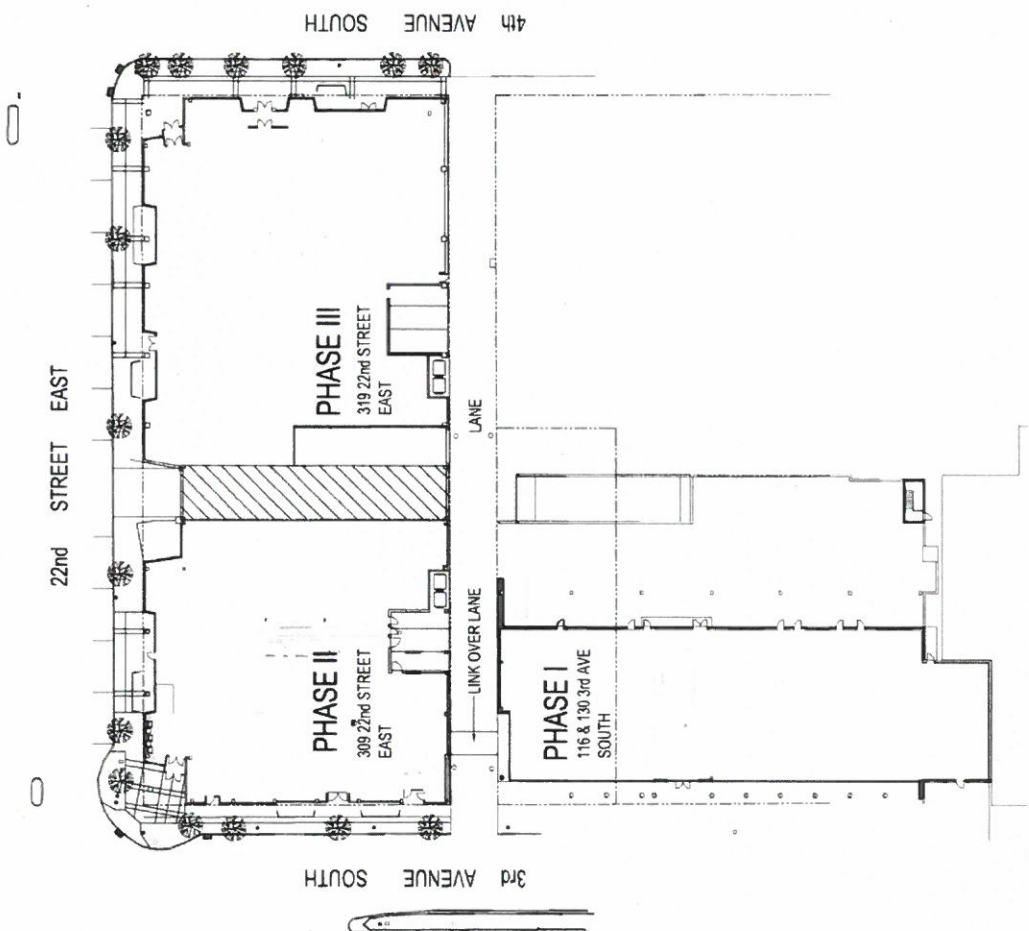 4th AVENUE SOUTH
22nd STREET EAST
PHASE III
319 22nd STREET
EAST
LANE
PHASE II
309 22nd STREET
EAST
LINK OVER LANE
PHASE I
116 & 130 3rd AVE
SOUTH
3rd AVENUE SOUTH